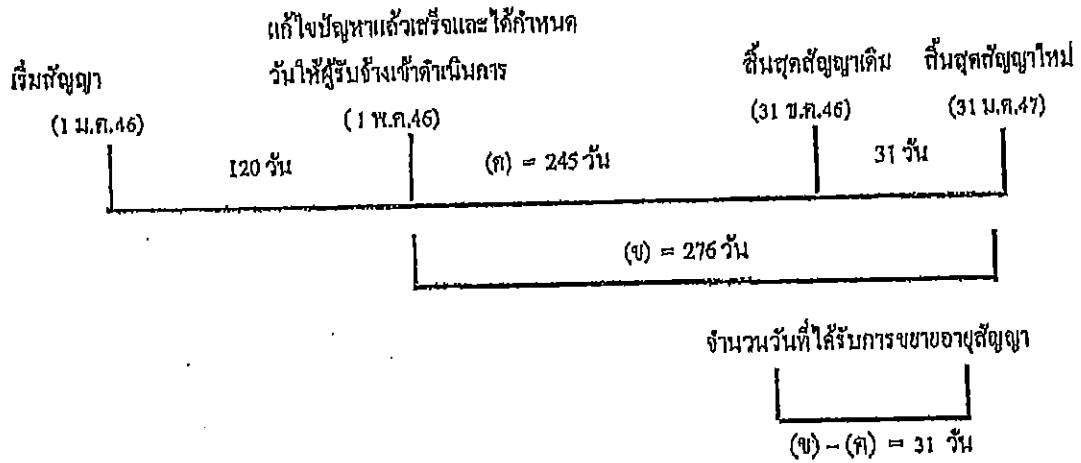 แก้ไขปัญหาแล้วเสร็จและได้กำหนด
วันให้ผู้รับจ้างเข้าดำเนินการ
เริ่มสัญญา
สิ้นสุดสัญญาเดิม
สิ้นสุดสัญญาใหม่
(1 ม.ค.46)
(1 พ.ค.46)
(31 ธ.ค.46)
(31 ม.ค.47)
120 วัน
(ค) = 245 วัน
31 วัน
(ข) = 276 วัน
จำนวนวันที่ได้รับการขยายอายุสัญญา
(ข) – (ค) = 31 วัน